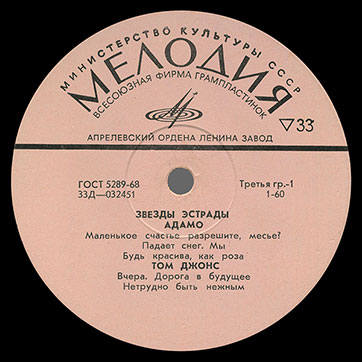 МИНИСТЕРСТВО КУЛЬТУРЫ СССР
МЕЛОДИЯ
ВСЕСОЮЗНАЯ ФИРМА ГРАМПЛАСТИНОК
АПРЕЛЕВСКИЙ ОРДЕНА ЛЕНИНА ЗАВОД
▽33
ГОСТ 5289-68
33Д—032451
Третья гр.-1
1-60
ЗВЕЗДЫ ЭСТРАДЫ
АДАМО
Маленькое счастье разрешите, месье?
Падает снег. Мы
Будь красива, как роза
ТОМ ДЖОНС
Вчера. Дорога в будущее
Нетрудно быть нежным